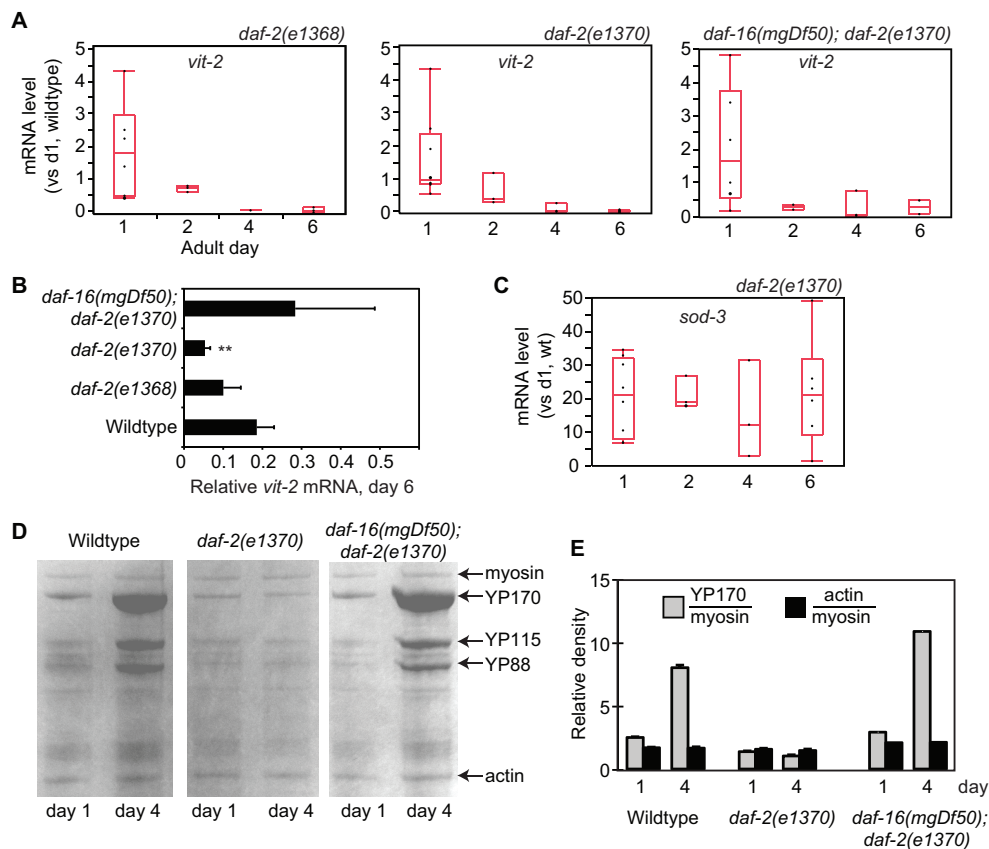 A
daf-2(e1368)
daf-2(e1370)
daf-16(mgDf50); daf-2(e1370)
vit-2
vit-2
vit-2
mRNA level
(vs d1, wildtype)
5
4
3
2
1
0
5
4
3
2
1
0
5
4
3
2
1
0
1 2 4 6
1 2 4 6
1 2 4 6
Adult day
B
daf-16(mgDf50);
daf-2(e1370)
daf-2(e1370)
**
daf-2(e1368)
Wildtype
0 0.1 0.2 0.3 0.4 0.5
Relative vit-2 mRNA, day 6
C
daf-2(e1370)
sod-3
mRNA level
(vs d1, wt)
50
40
30
20
10
0
1 2 4 6
D
Wildtype
daf-2(e1370)
daf-16(mgDf50);
daf-2(e1370)
myosin
YP170
YP115
YP88
actin
day 1 day 4
day 1 day 4
day 1 day 4
E
Relative density
15
10
5
0
YP170
myosin
actin
myosin
1 4 1 4 1 4 day
Wildtype
daf-2(e1370)
daf-16(mgDf50);
daf-2(e1370)